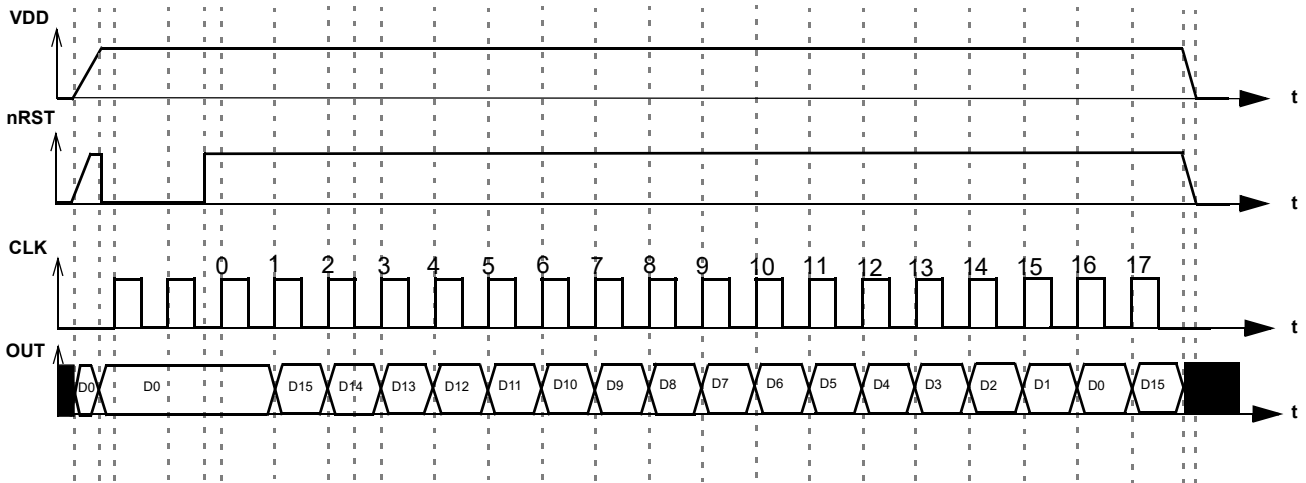 VDD
t
nRST
t
CLK
0 1 2 3 4 5 6 7 8 9 10 11 12 13 14 15 16 17
t
OUT
D0 D0 D15 D14 D13 D12 D11 D10 D9 D8 D7 D6 D5 D4 D3 D2 D1 D0 D15
t